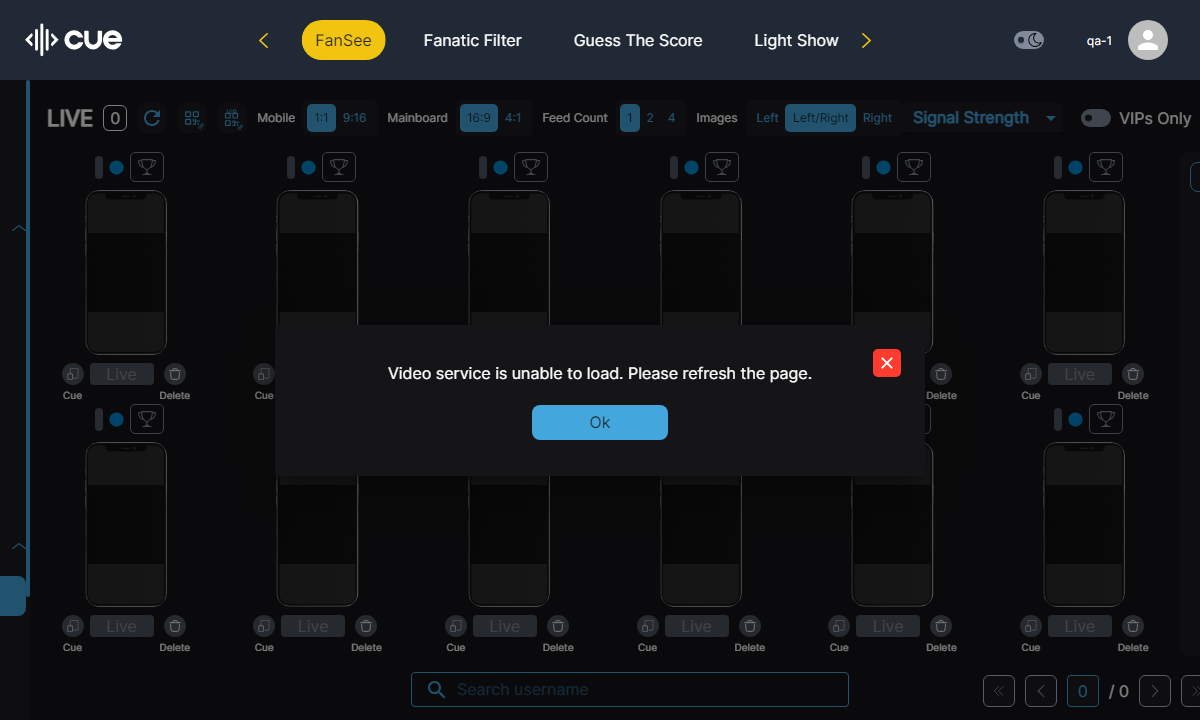 cue
FanSee
Fanatic Filter
Guess The Score
Light Show
qa-1
LIVE 0
Mobile 1:1 9:16
Mainboard 16:9 4:1
Feed Count 1 2 4
Images Left Left/Right Right
Signal Strength
VIPs Only
Video service is unable to load. Please refresh the page.
Ok
Live
Cue Delete
Cue
Delete
Live
Cue Delete
Live Live Live Live Live Live
Cue Delete Cue Delete Cue Delete Cue Delete Cue Delete Cue Delete
Search username
0 / 0